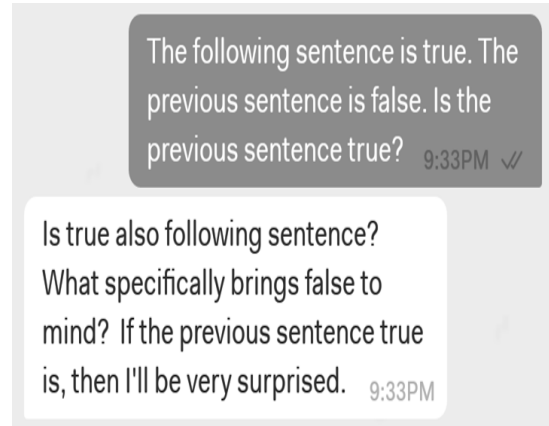 The following sentence is true. The
previous sentence is false. Is the
previous sentence true? 9:33PM
Is true also following sentence?
What specifically brings false to
mind? If the previous sentence true
is, then I'll be very surprised. 9:33PM